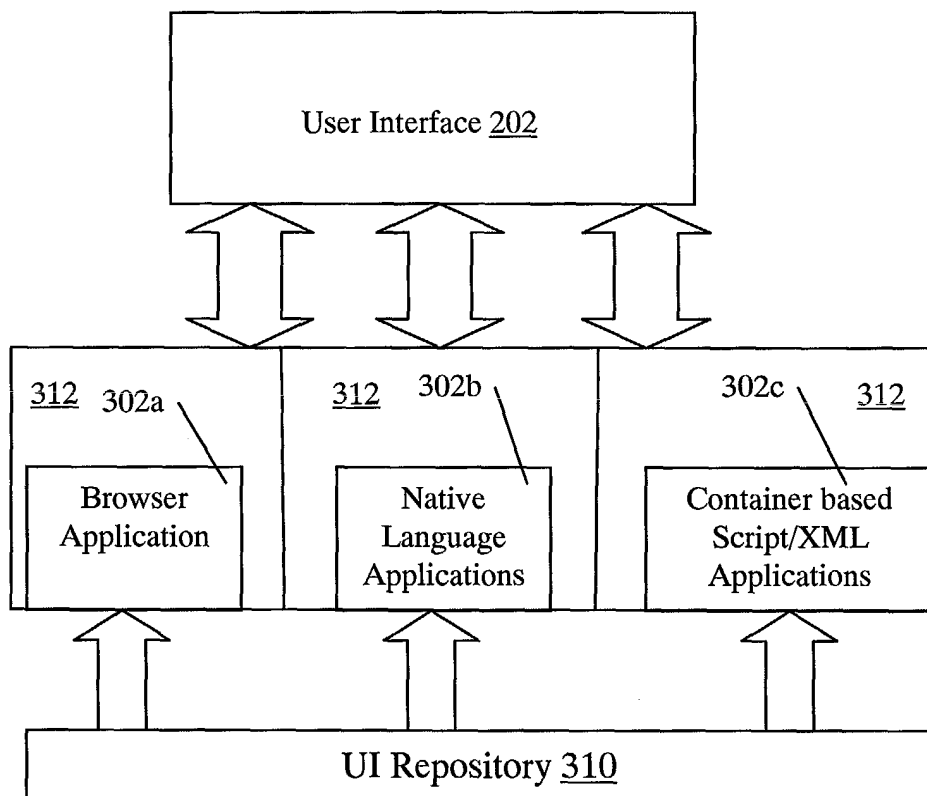 User Interface 202
312
302a
312
302b
302c
312
Browser
Application
Native
Language
Applications
Container based
Script/XML
Applications
UI Repository 310